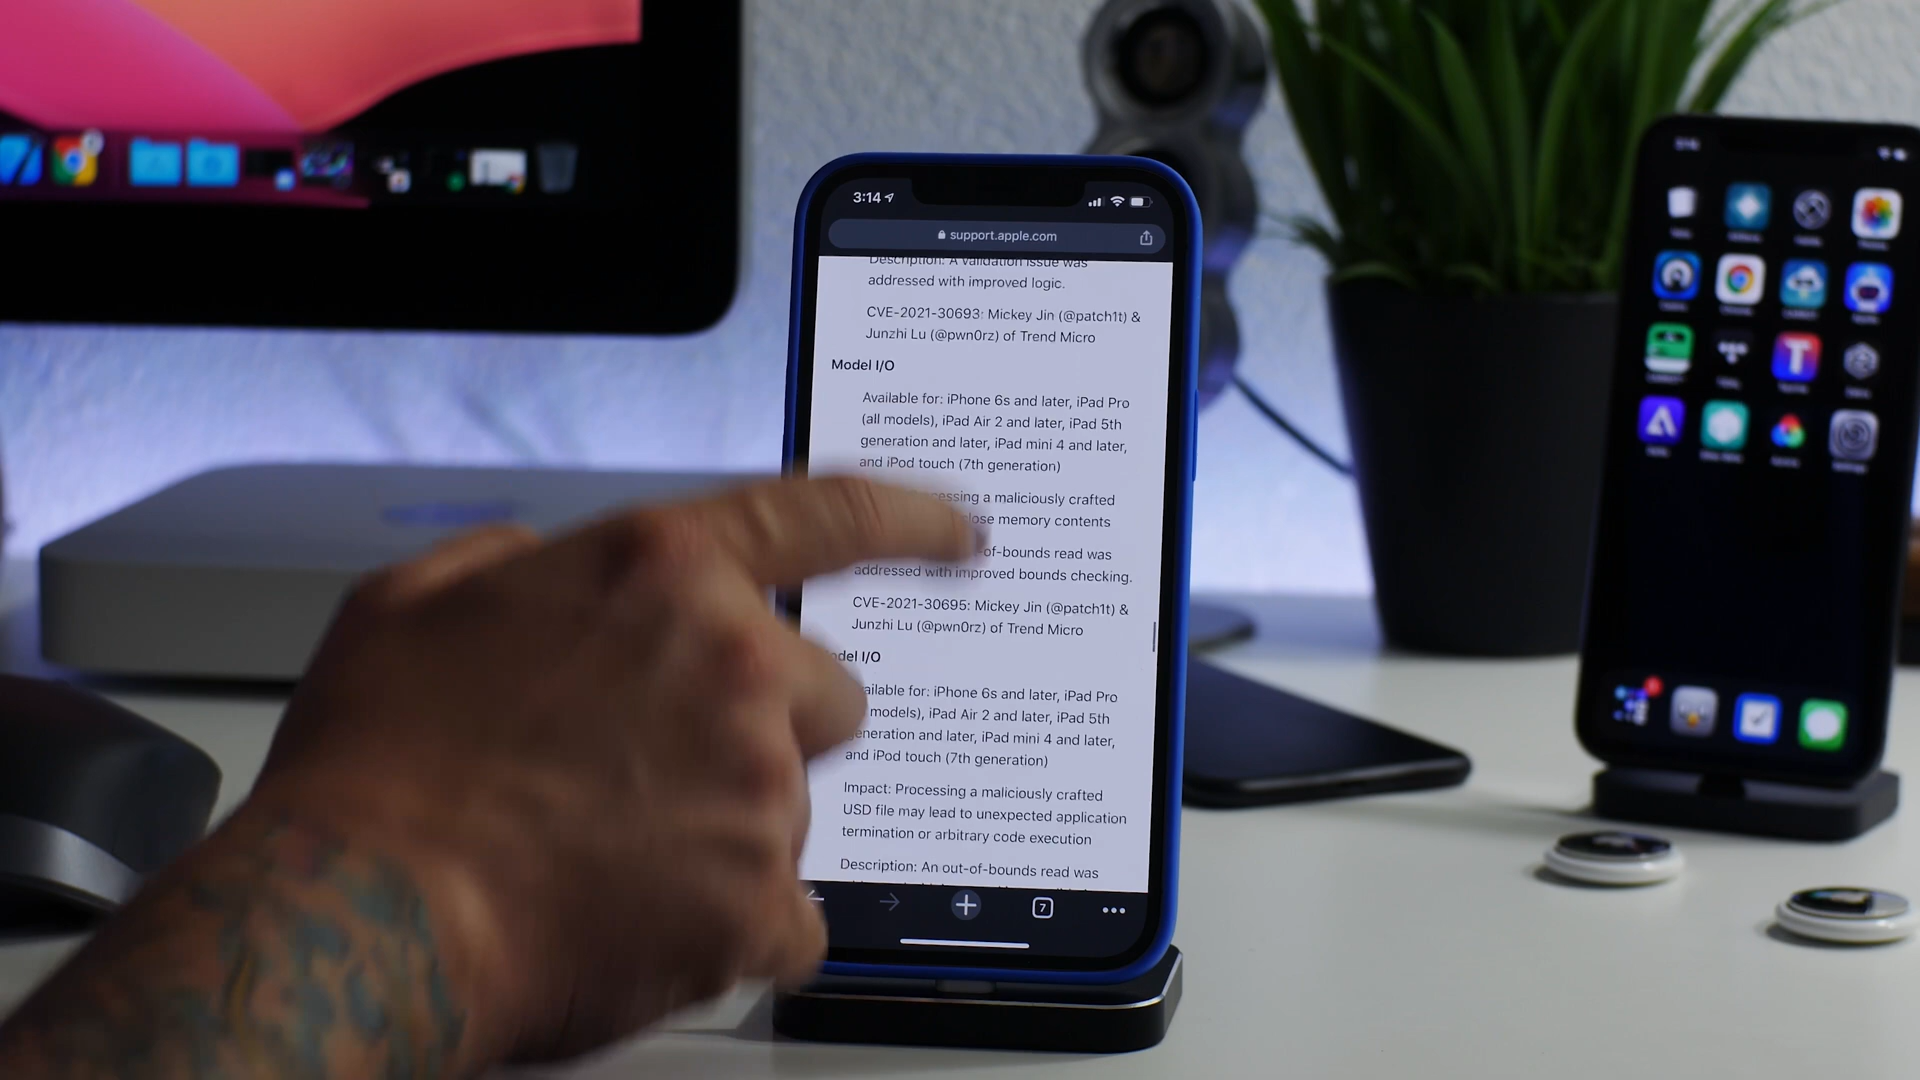 3:14
support.apple.com
Description: A validation issue was
addressed with improved logic.
CVE-2021-30693: Mickey Jin (@patch1t) &
Junzhi Lu (@pwn0rz) of Trend Micro
Model I/O
Available for: iPhone 6s and later, iPad Pro
(all models), iPad Air 2 and later, iPad 5th
generation and later, iPad mini 4 and later,
and iPod touch (7th generation)
a maliciously crafted
memory contents
-of-bounds read was
addressed with improved bounds checking.
CVE-2021-30695: Mickey Jin (@patch1t) &
Junzhi Lu (@pwn0rz) of Trend Micro
I/O
for: iPhone 6s and later, iPad Pro
models), iPad Air 2 and later, iPad 5th
generation and later, iPad mini 4 and later,
and iPod touch (7th generation)
Impact: Processing a maliciously crafted
USD file may lead to unexpected application
termination or arbitrary code execution
Description: An out-of-bounds read was
7